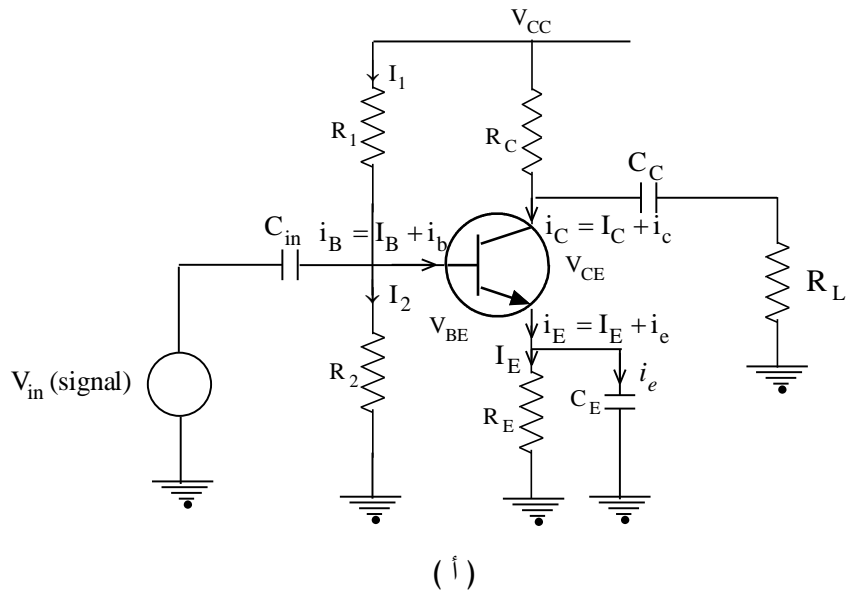 V_CC
I_1
R_1
R_C
C_C
C_in
i_B = I_B + i_b
i_C = I_C + i_c
V_CE
R_L
I_2
V_BE
i_E = I_E + i_e
I_E
i_e
V_in (signal)
R_2
R_E
C_E
( أ )